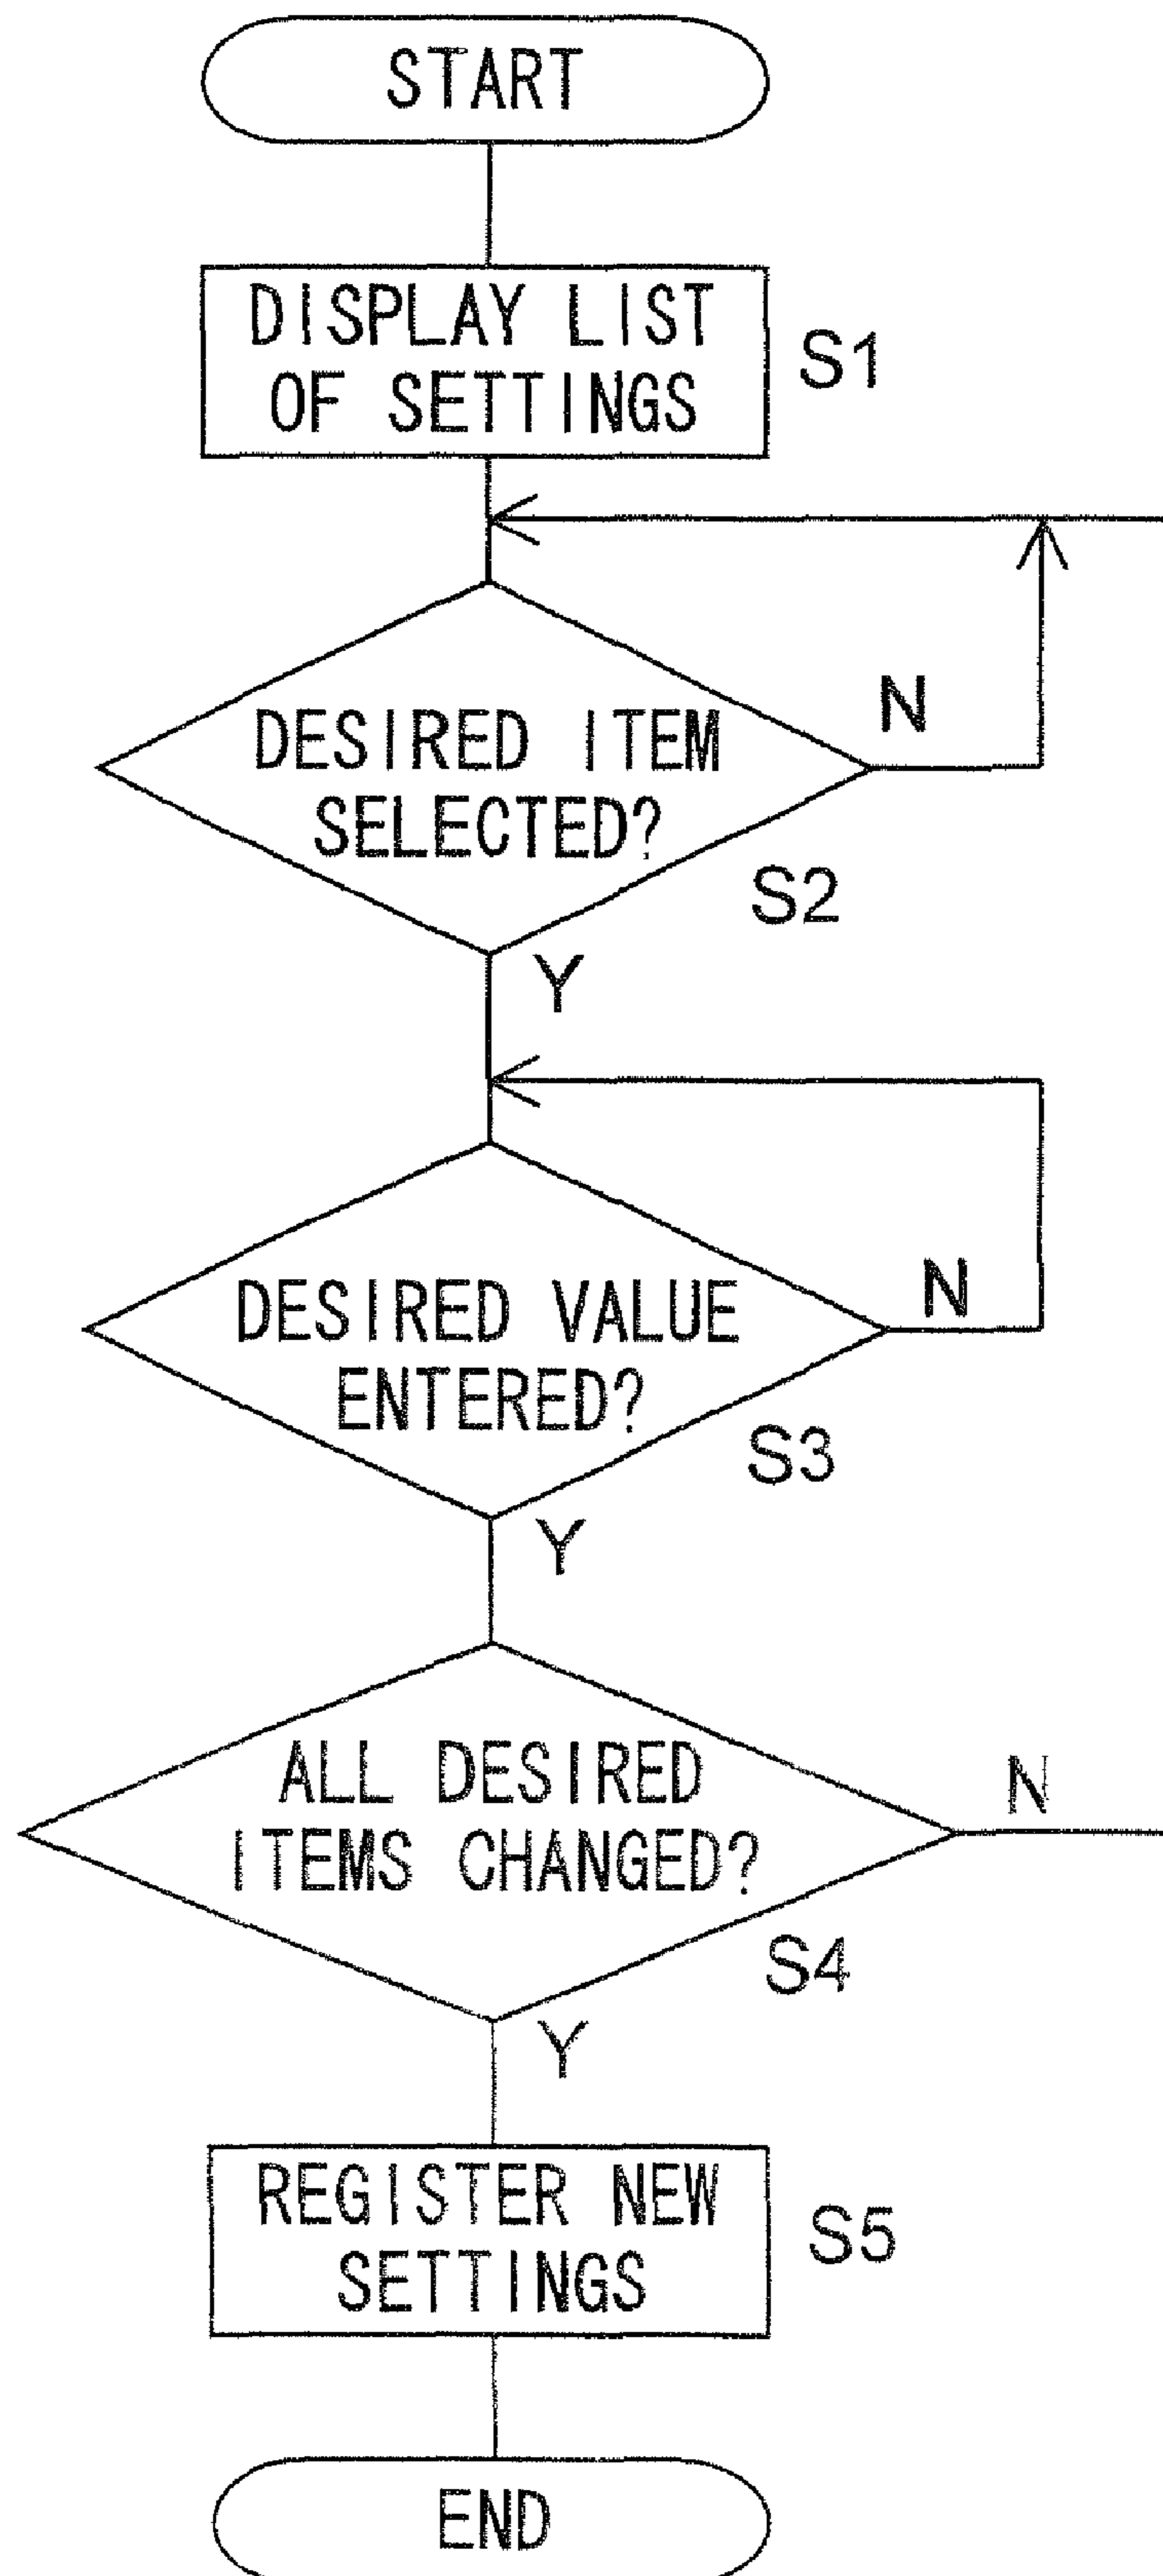 START
DISPLAY LIST
OF SETTINGS
S1
DESIRED ITEM
SELECTED?
N
S2
Y
DESIRED VALUE
ENTERED?
N
S3
Y
ALL DESIRED
ITEMS CHANGED?
N
S4
Y
REGISTER NEW
SETTINGS
S5
END